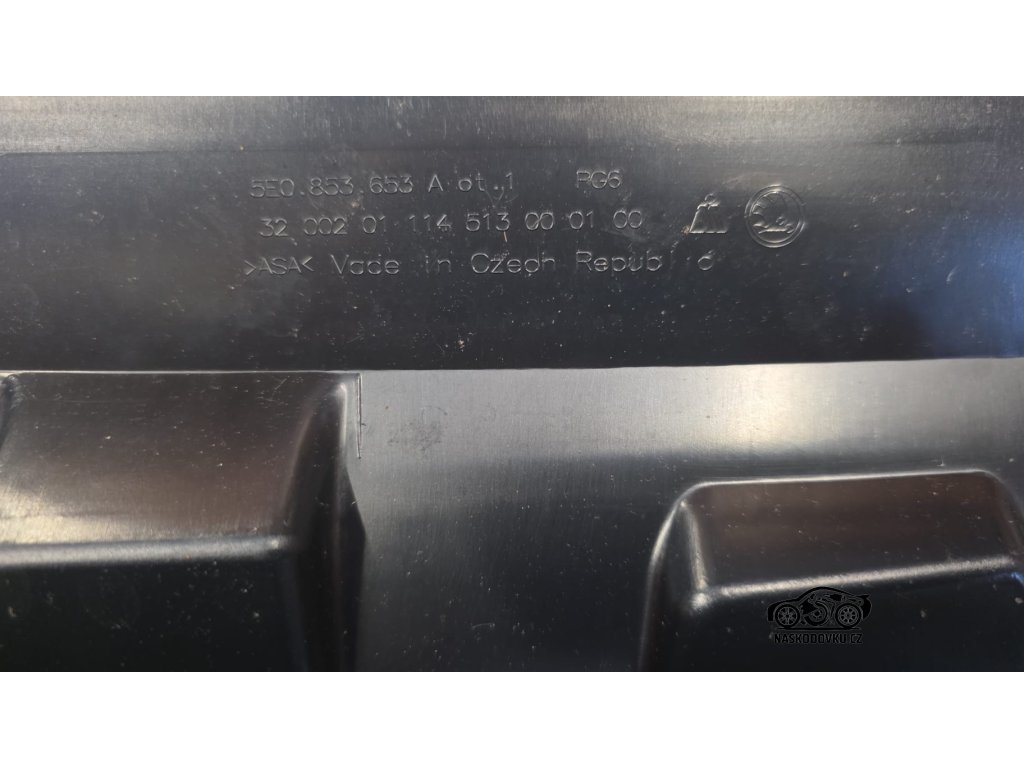 5E0.853.653 A ot.1 RG6
32 002 01 114 513 00 01 00
>ASA< Made in Czech Republic
NASKODOVKU.CZ